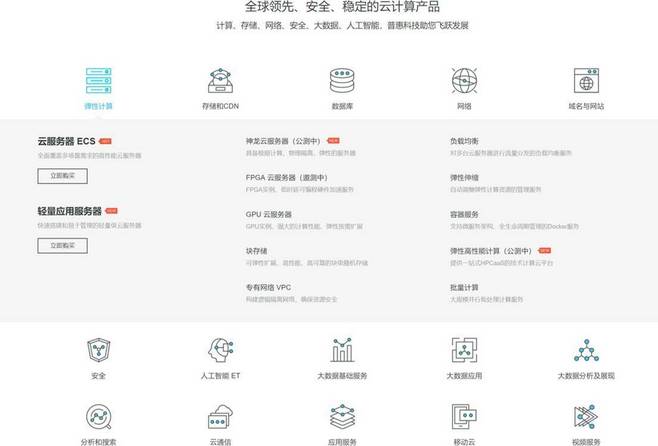 全球领先、安全、稳定的云计算产品
计算、存储、网络、安全、大数据、人工智能，普惠科技助您飞跃发展
弹性计算
存储和CDN
数据库
网络
域名与网站
云服务器 ECS HOT
全面覆盖多场景需求的高性能云服务器
立即购买
轻量应用服务器 NEW
快速搭建和易于管理的轻量级云服务器
立即购买
神龙云服务器（公测中） NEW
具备极致计算、物理隔离、弹性的服务器
FPGA 云服务器（邀测中）
FPGA实例，低时延可编程硬件加速服务
GPU 云服务器
GPU实例，强大的计算性能，弹性按需扩展
块存储
可弹性扩展、高性能、高可靠的块级随机存储
专有网络 VPC
构建逻辑隔离网络，确保资源安全
负载均衡
对多台云服务器进行流量分发的负载均衡服务
弹性伸缩
自动调整弹性计算资源的管理服务
容器服务
支持微服务架构、全生命周期管理的Docker服务
弹性高性能计算（公测中） NEW
提供一站式HPCaaS的技术计算云平台
批量计算
大规模并行批处理计算服务
安全
人工智能 ET
大数据基础服务
大数据应用
大数据分析及展现
分析和搜索
云通信
应用服务
移动云
视频服务